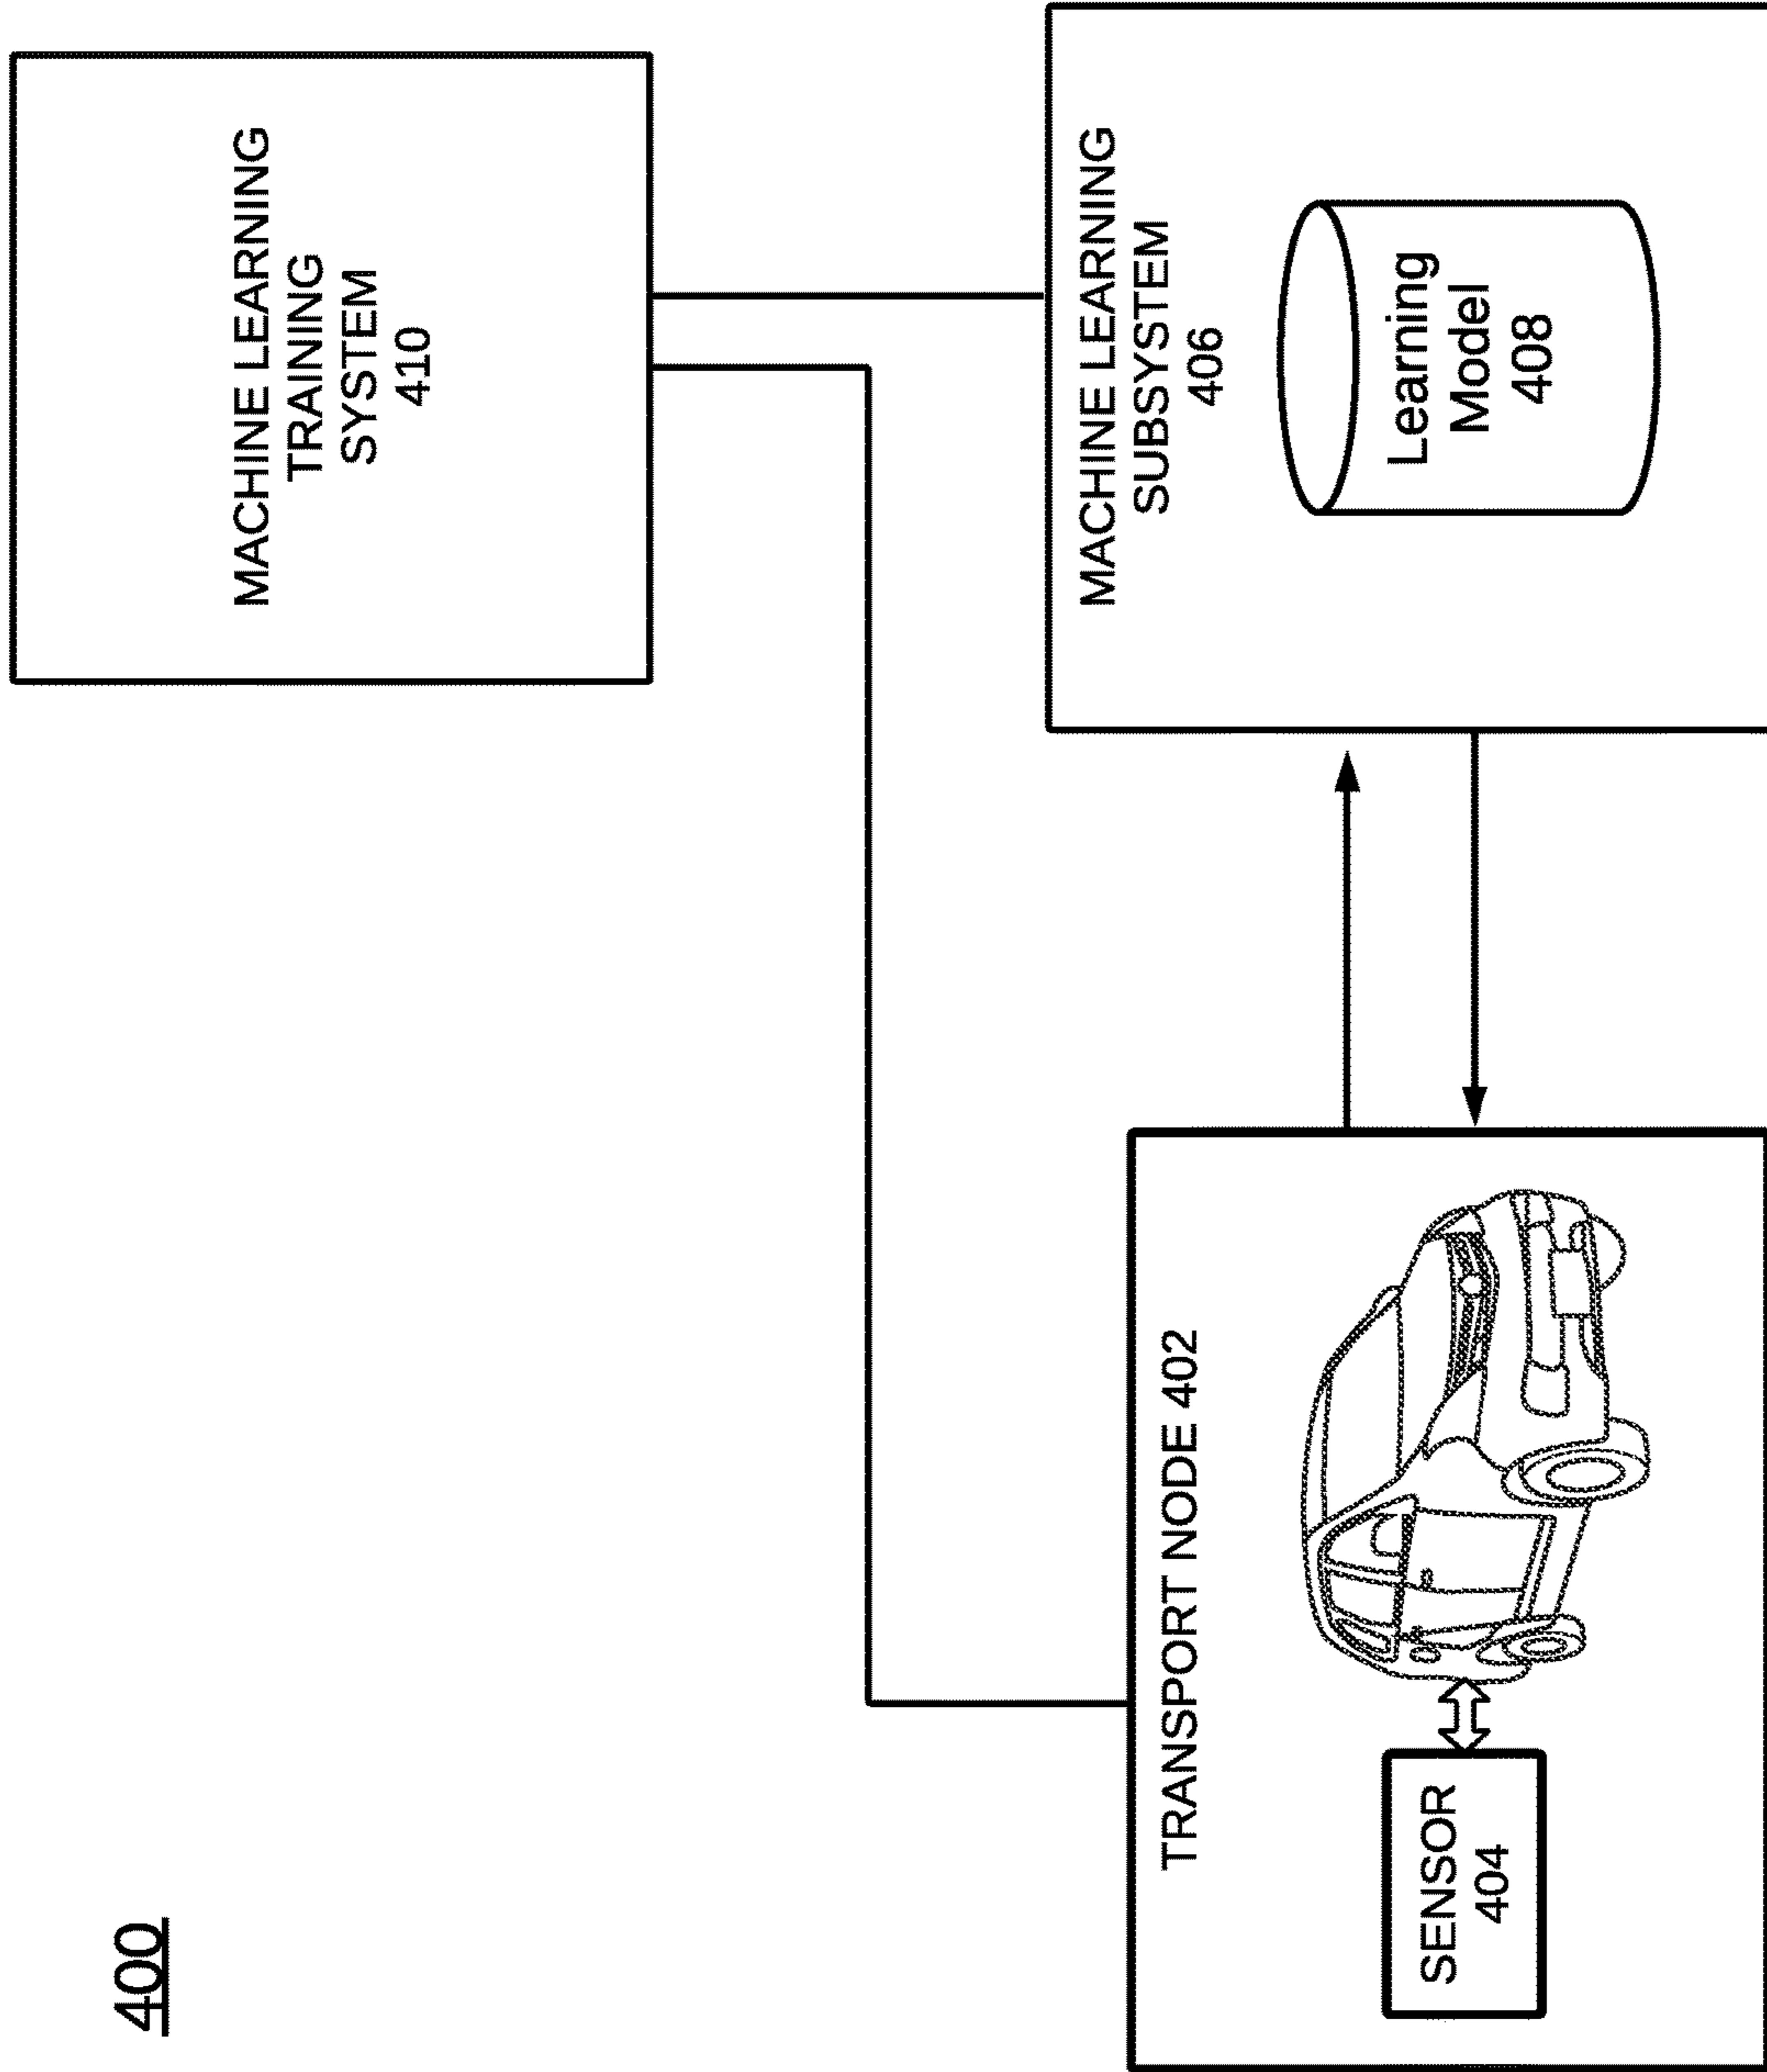 400
MACHINE LEARNING
TRAINING
SYSTEM
410
TRANSPORT NODE 402
SENSOR
404
MACHINE LEARNING
SUBSYSTEM
406
Learning
Model
408